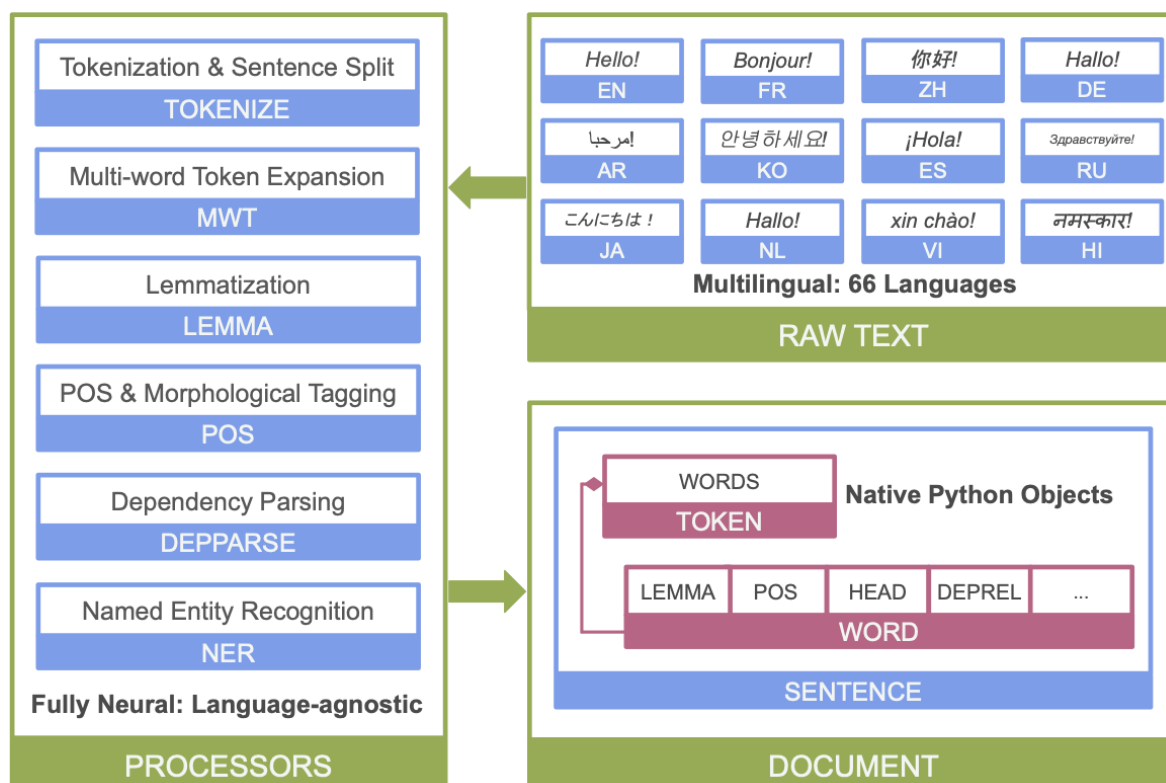 Tokenization & Sentence Split
TOKENIZE
Multi-word Token Expansion
MWT
Lemmatization
LEMMA
POS & Morphological Tagging
POS
Dependency Parsing
DEPPARSE
Named Entity Recognition
NER
Fully Neural: Language-agnostic
PROCESSORS
Hello!
EN
Bonjour!
FR
你好!
ZH
Hallo!
DE
مرحبا!
AR
안녕하세요!
KO
¡Hola!
ES
Здравствуйте!
RU
こんにちは！
JA
Hallo!
NL
xin chào!
VI
नमस्कार!
HI
Multilingual: 66 Languages
RAW TEXT
WORDS
TOKEN
Native Python Objects
LEMMA
POS
HEAD
DEPREL
...
WORD
SENTENCE
DOCUMENT